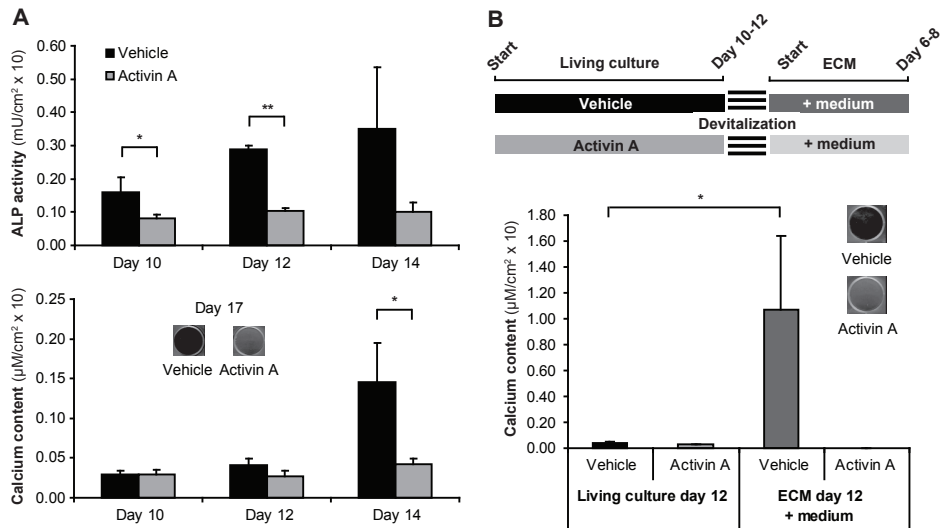 A
ALP activity (mU/cm² x 10)
0.60
0.50
0.40
0.30
0.20
0.10
0.00
Vehicle
Activin A
*
**
Day 10
Day 12
Day 14
Calcium content (µM/cm² x 10)
0.25
0.20
0.15
0.10
0.05
0.00
Day 17
Vehicle Activin A
*
Day 10
Day 12
Day 14
B
Start
Day 10-12
Start
Day 6-8
Living culture
ECM
Vehicle
+ medium
Devitalization
Activin A
+ medium
Calcium content (µM/cm² x 10)
1.80
1.60
1.40
1.20
1.00
0.80
0.60
0.40
0.20
0.00
*
Vehicle
Activin A
Vehicle
Activin A
Vehicle
Activin A
Living culture day 12
ECM day 12
+ medium